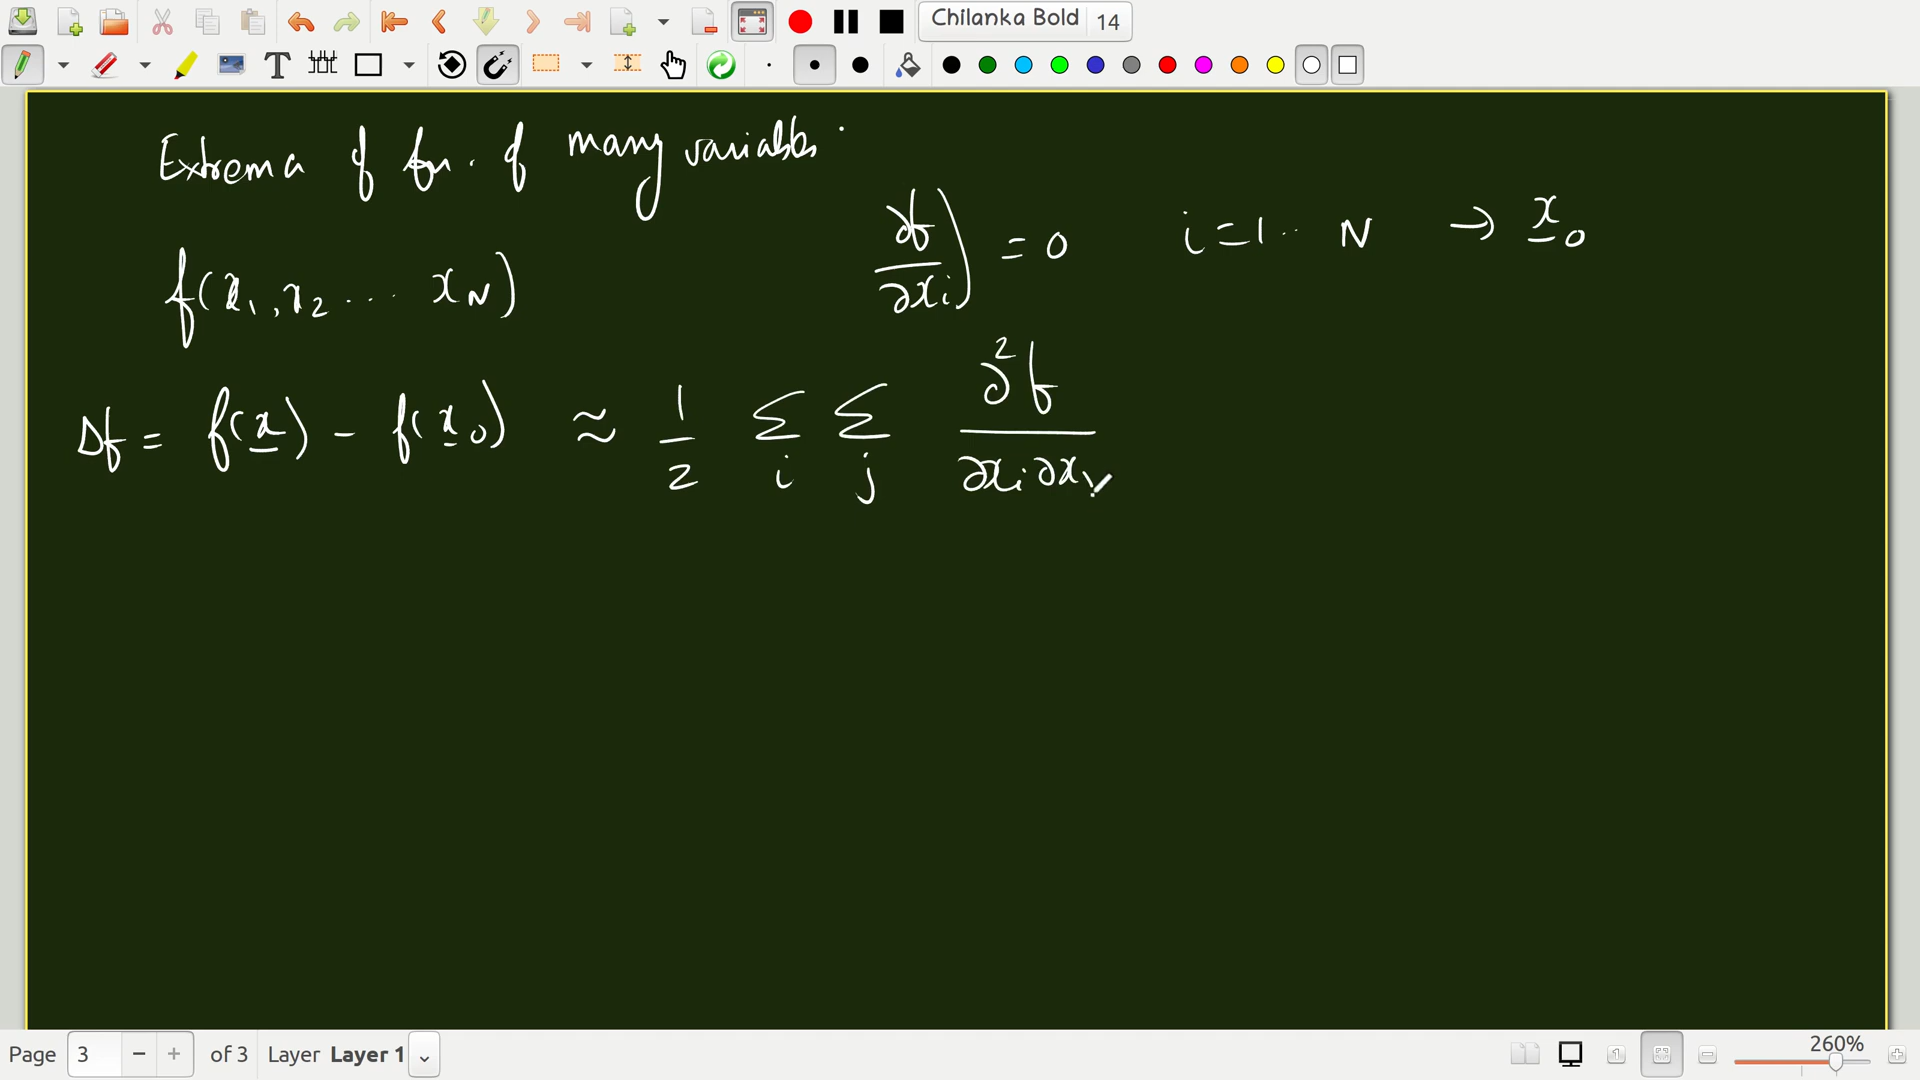 Chilanka Bold 14
Extrema of fn. of many variables.
∂f/∂xᵢ) = 0 i = 1 .. N → x₀
f(x₁, x₂ ... x_N)
Δf = f(x) - f(x₀) ≈ 1/2 Σᵢ Σⱼ ∂²f/∂xᵢ∂x
Page 3 of 3 Layer Layer 1 260%